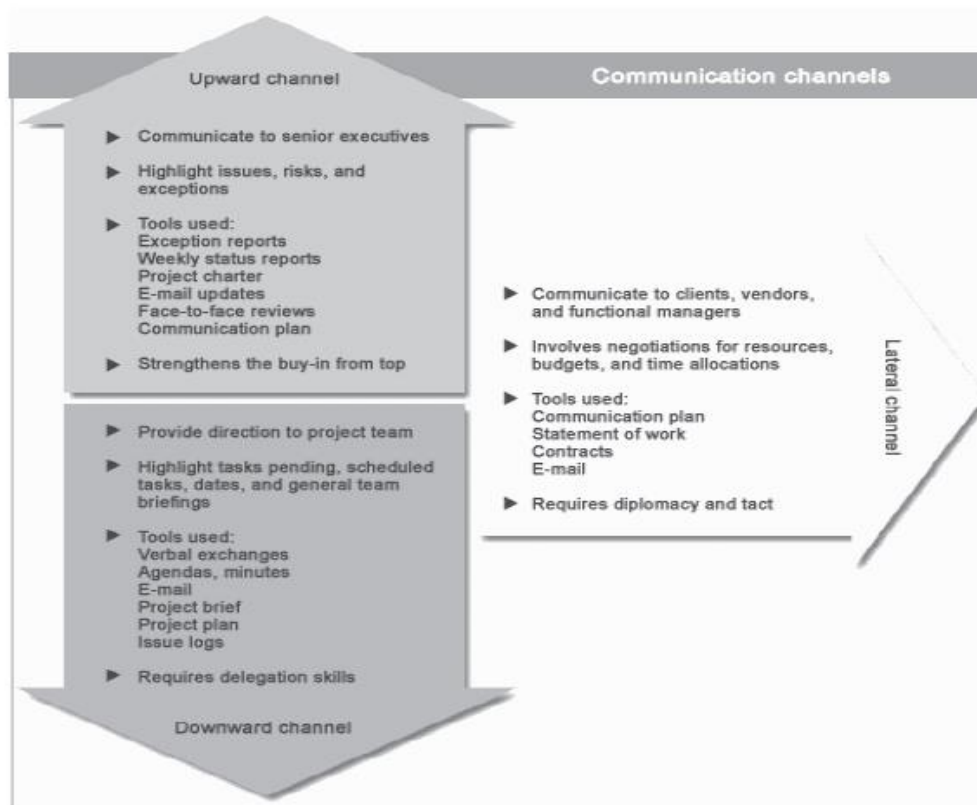 Communication channels
Upward channel
► Communicate to senior executives
► Highlight issues, risks, and
exceptions
► Tools used:
Exception reports
Weekly status reports
Project charter
E-mail updates
Face-to-face reviews
Communication plan
► Strengthens the buy-in from top
► Provide direction to project team
► Highlight tasks pending, scheduled
tasks, dates, and general team
briefings
► Tools used:
Verbal exchanges
Agendas, minutes
E-mail
Project brief
Project plan
Issue logs
► Requires delegation skills
Downward channel
► Communicate to clients, vendors,
and functional managers
► Involves negotiations for resources,
budgets, and time allocations
► Tools used:
Communication plan
Statement of work
Contracts
E-mail
► Requires diplomacy and tact
Lateral channel